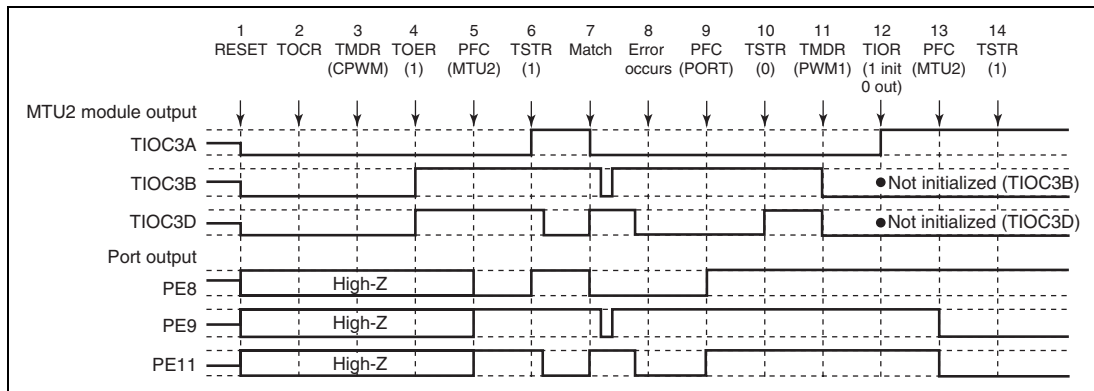 1 2 3 4 5 6 7 8 9 10 11 12 13 14
RESET TOCR TMDR TOER PFC TSTR Match Error PFC TSTR TMDR TIOR PFC TSTR
(CPWM) (1) (MTU2) (1) occurs (PORT) (0) (PWM1) (1 init (MTU2) (1)
0 out)
MTU2 module output
TIOC3A
TIOC3B
Not initialized (TIOC3B)
TIOC3D
Not initialized (TIOC3D)
Port output
PE8
High-Z
PE9
High-Z
PE11
High-Z